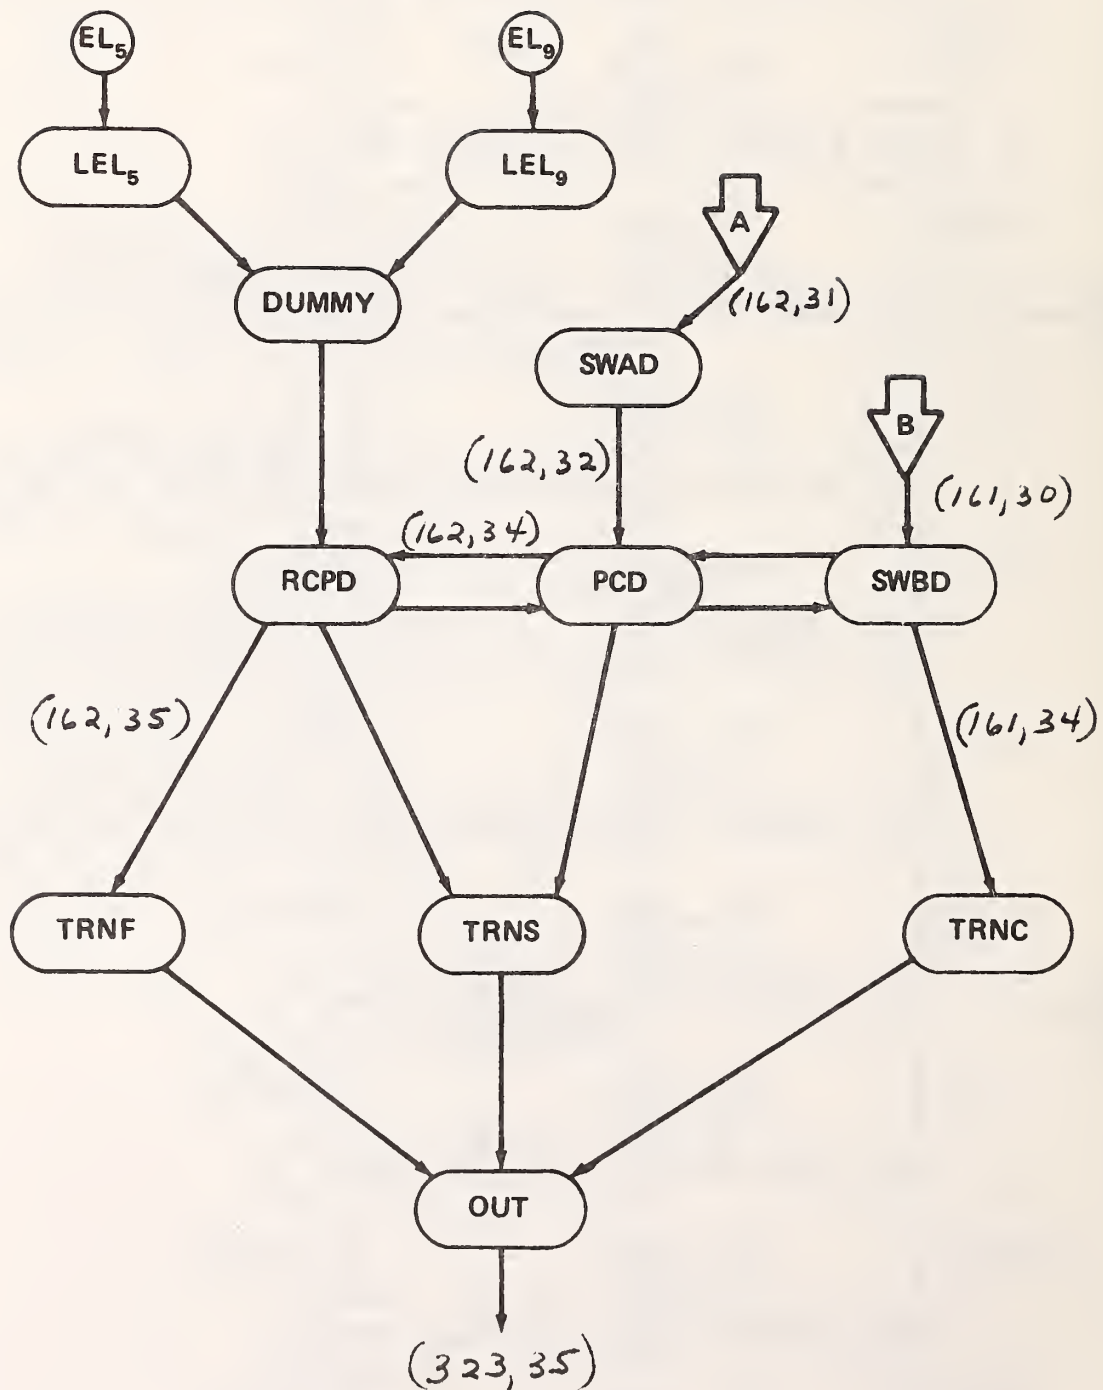 EL5
EL9
LEL5
LEL9
A
DUMMY
(162,31)
SWAD
B
(162,32)
(161,30)
(162,34)
RCPD
PCD
SWBD
(162,35)
(161,34)
TRNF
TRNS
TRNC
OUT
(323,35)